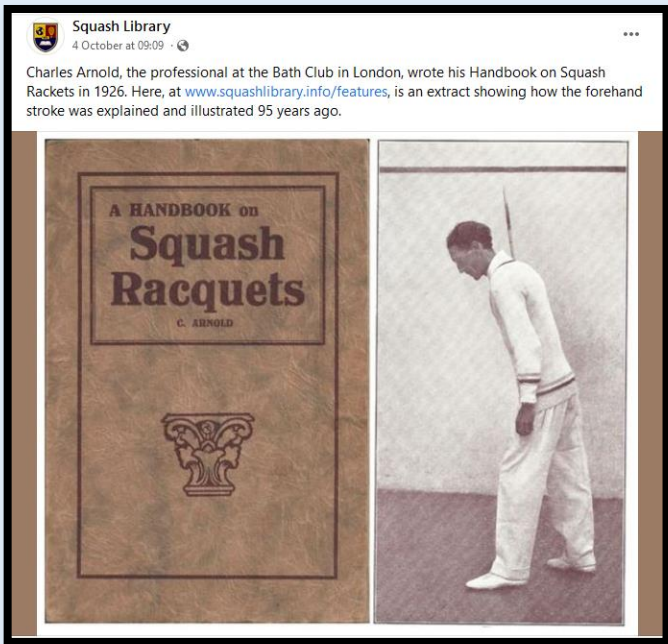 Squash Library
4 October at 09:09 ·
Charles Arnold, the professional at the Bath Club in London, wrote his Handbook on Squash
Rackets in 1926. Here, at www.squashlibrary.info/features, is an extract showing how the forehand
stroke was explained and illustrated 95 years ago.
A HANDBOOK on
Squash
Racquets
C. ARNOLD